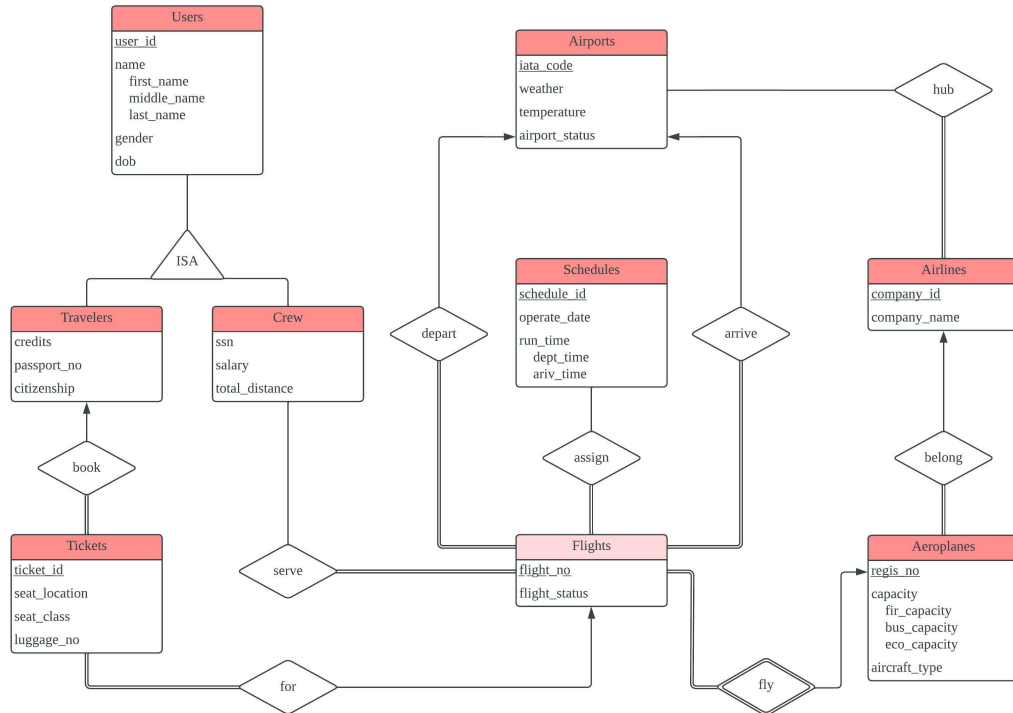 Users
user_id
name
first_name
middle_name
last_name
gender
dob
ISA
Travelers
credits
passport_no
citizenship
Crew
ssn
salary
total_distance
book
Tickets
ticket_id
seat_location
seat_class
luggage_no
serve
for
Airports
iata_code
weather
temperature
airport_status
hub
depart
Schedules
schedule_id
operate_date
run_time
dept_time
ariv_time
arrive
Airlines
company_id
company_name
assign
belong
Flights
flight_no
flight_status
fly
Aeroplanes
regis_no
capacity
fir_capacity
bus_capacity
eco_capacity
aircraft_type